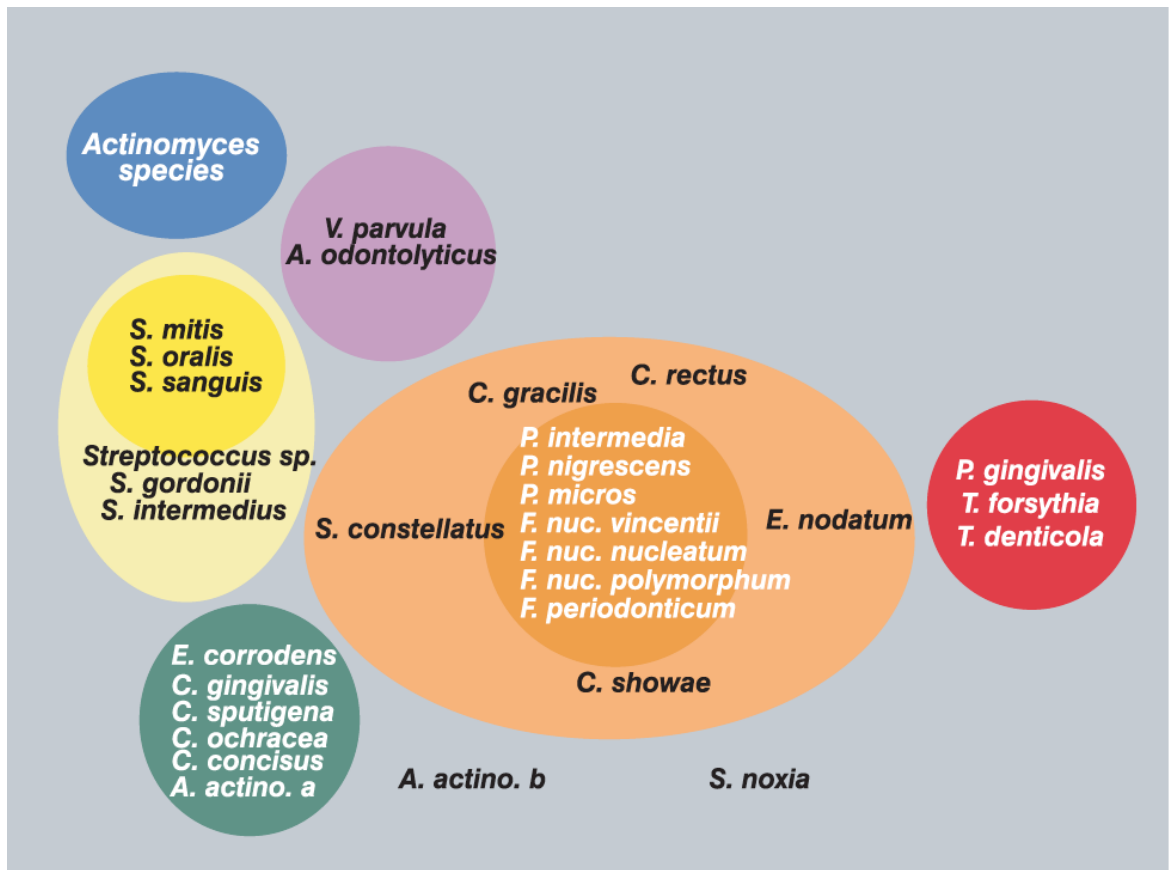 Actinomyces
species
V. parvula
A. odontolyticus
S. mitis
S. oralis
S. sanguis
Streptococcus sp.
S. gordonii
S. intermedius
C. gracilis
C. rectus
P. intermedia
P. nigrescens
P. micros
F. nuc. vincentii
F. nuc. nucleatum
F. nuc. polymorphum
F. periodonticum
S. constellatus
E. nodatum
C. showae
P. gingivalis
T. forsythia
T. denticola
E. corrodens
C. gingivalis
C. sputigena
C. ochracea
C. concisus
A. actino. a
A. actino. b
S. noxia